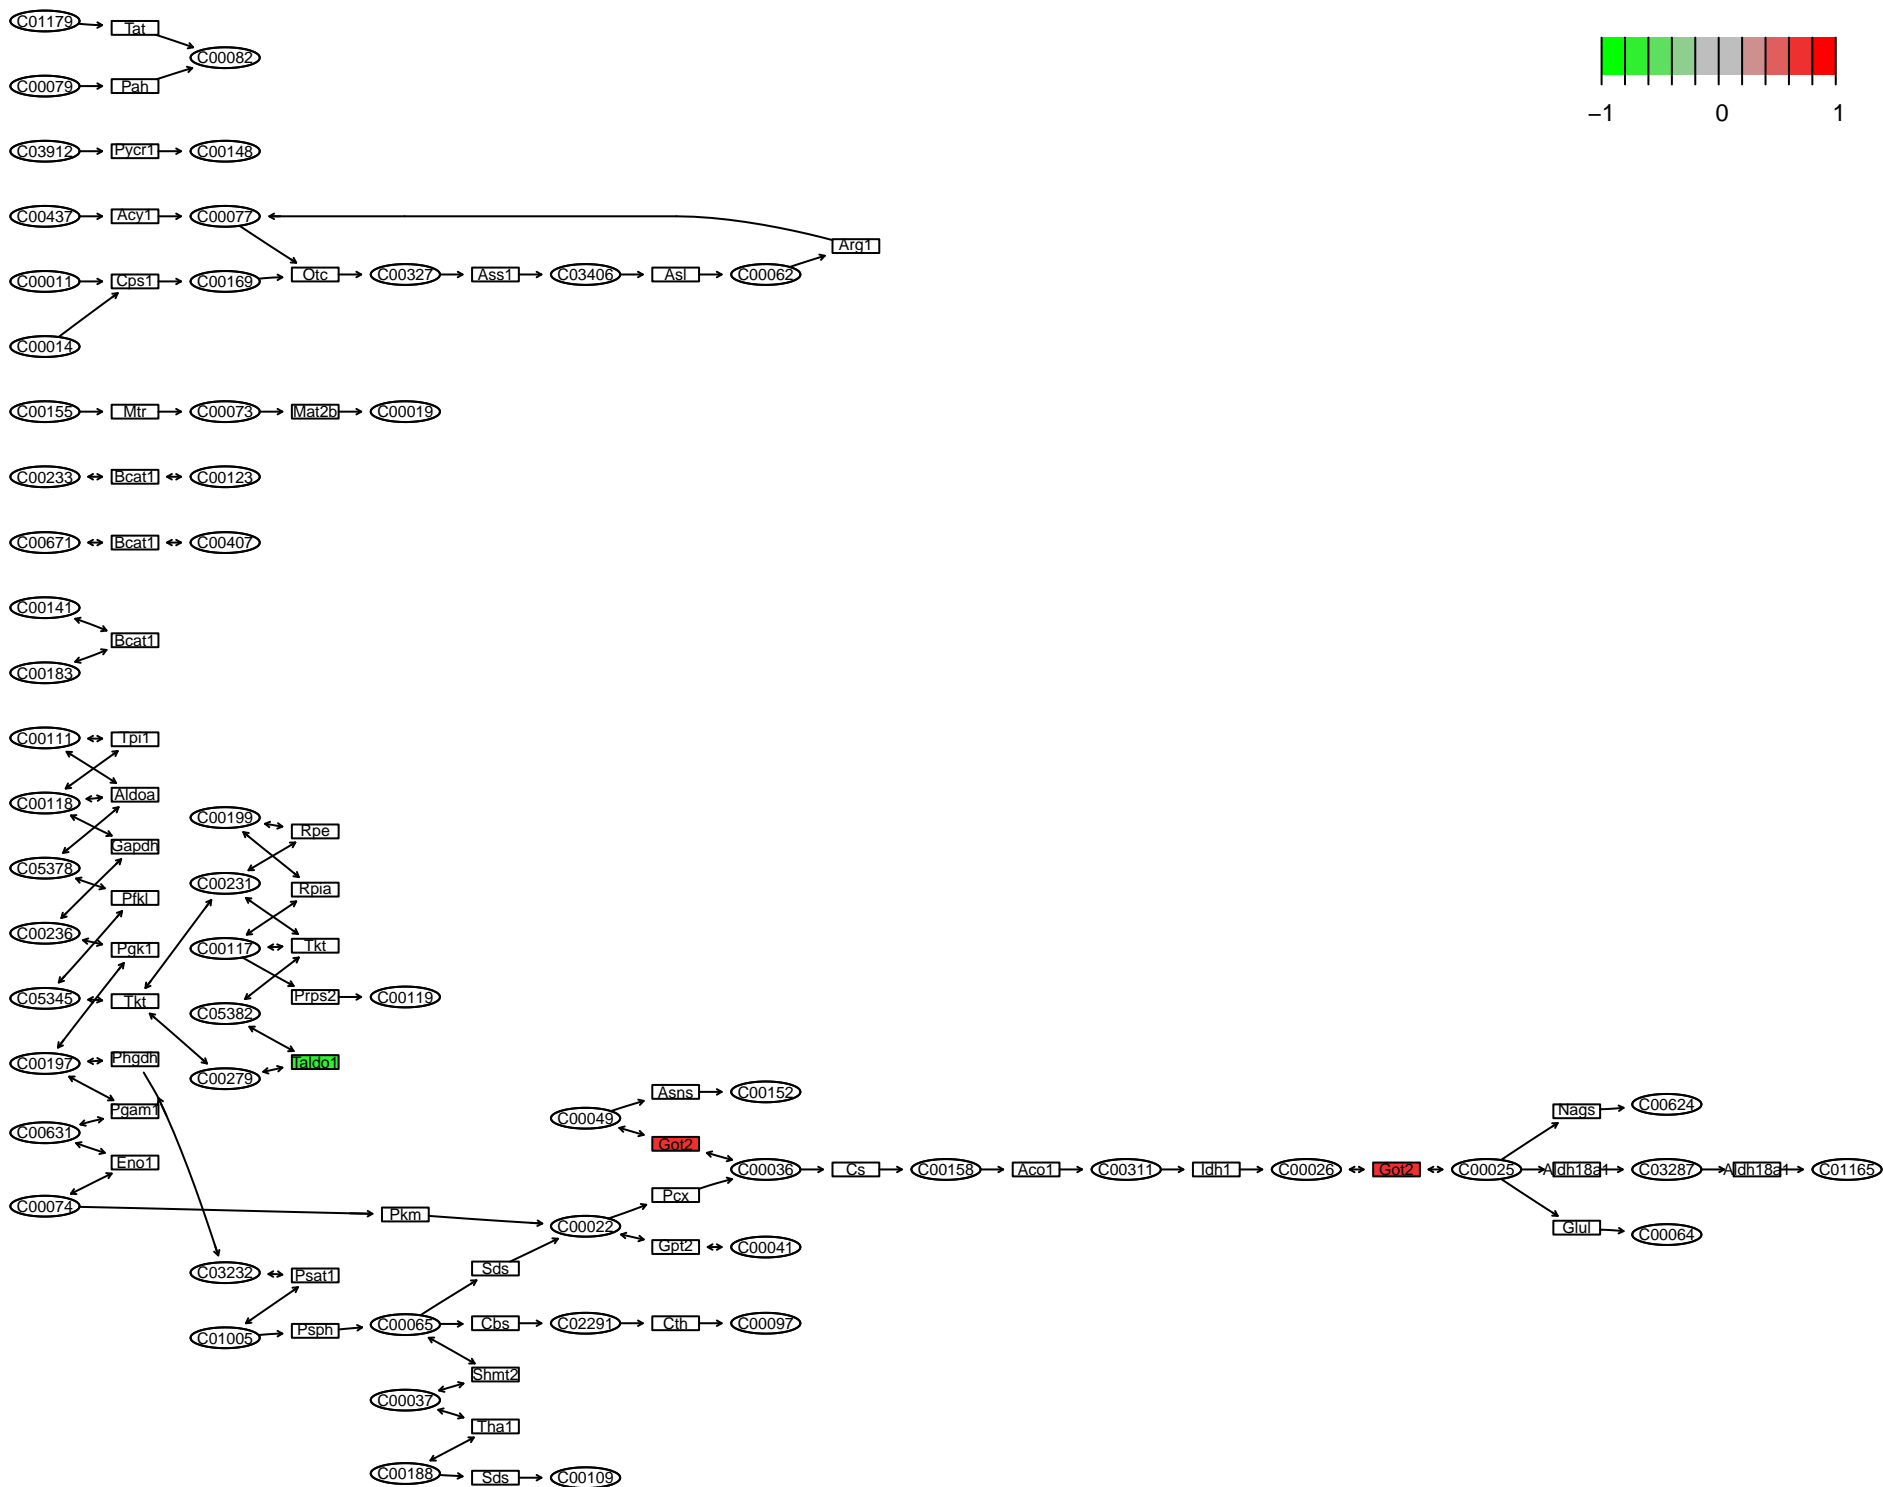 C01179 Tat
C00082
C00079 Pah
−1 0 1
C03912 Pycr1 C00148
C00437 Acy1 C00077
Arg1
C00011 Cps1 C00169 Otc C00327 Ass1 C03406 Asl C00062
C00014
C00155 Mtr C00073 Mat2b C00019
C00233 Bcat1 C00123
C00671 Bcat1 C00407
C00141
Bcat1
C00183
C00111 Tpi1
C00118 Aldoa
C00199 Rpe
Gapdh
C05378
C00231 Rpia
Pfkl
C00236 Pgk1
C00117 Tkt
C05345 Tkt
Prps2 C00119
C05382
C00197 Phgdh
C00279 Taldo1
Asns C00152
C00049
Pgam1
Nags C00624
C00631
Got2
Eno1
C00036 Cs C00158 Aco1 C00311 Idh1 C00026 Got2 C00025 Aldh18a1 C03287 Aldh18a1 C01165
Pcx
C00074 Pkm C00022
Glul C00064
Gpt2 C00041
Sds
C03232 Psat1
C01005 Psph C00065 Cbs C02291 Cth C00097
Shmt2
C00037
Tha1
C00188 Sds C00109